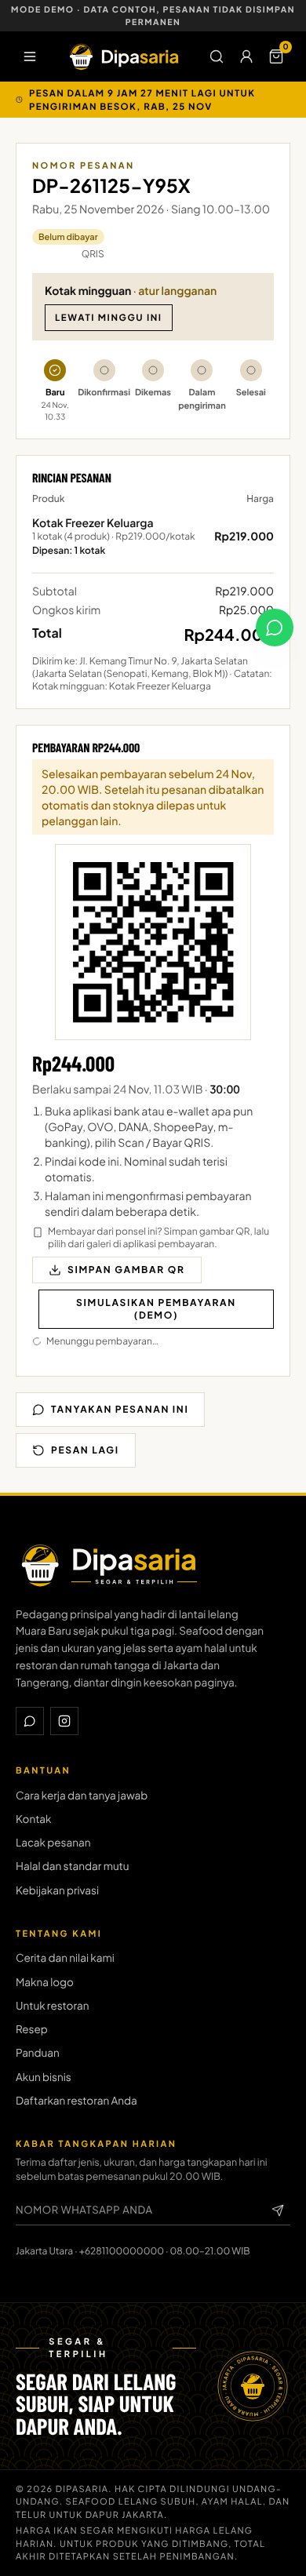 MODE DEMO · DATA CONTOH, PESANAN TIDAK DISIMPAN
PERMANEN
Dipasaria
0
PESAN DALAM 9 JAM 27 MENIT LAGI UNTUK
PENGIRIMAN BESOK, RAB, 25 NOV
NOMOR PESANAN
DP-261125-Y95X
Rabu, 25 November 2026 · Siang 10.00–13.00
Belum dibayar
QRIS
Kotak mingguan · atur langganan
LEWATI MINGGU INI
Baru
Dikonfirmasi
Dikemas
Dalam
pengiriman
Selesai
24 Nov,
10.33
RINCIAN PESANAN
Produk
Harga
Kotak Freezer Keluarga
1 kotak (4 produk) · Rp219.000/kotak
Rp219.000
Dipesan: 1 kotak
Subtotal
Rp219.000
Ongkos kirim
Rp25.000
Total
Rp244.00
Dikirim ke: Jl. Kemang Timur No. 9, Jakarta Selatan
(Jakarta Selatan (Senopati, Kemang, Blok M)) · Catatan:
Kotak mingguan: Kotak Freezer Keluarga
PEMBAYARAN RP244.000
Selesaikan pembayaran sebelum 24 Nov,
20.00 WIB. Setelah itu pesanan dibatalkan
otomatis dan stoknya dilepas untuk
pelanggan lain.
Rp244.000
Berlaku sampai 24 Nov, 11.03 WIB · 30:00
1. Buka aplikasi bank atau e-wallet apa pun
(GoPay, OVO, DANA, ShopeePay, m-
banking), pilih Scan / Bayar QRIS.
2. Pindai kode ini. Nominal sudah terisi
otomatis.
3. Halaman ini mengonfirmasi pembayaran
sendiri dalam beberapa detik.
Membayar dari ponsel ini? Simpan gambar QR, lalu
pilih dari galeri di aplikasi pembayaran.
SIMPAN GAMBAR QR
SIMULASIKAN PEMBAYARAN
(DEMO)
Menunggu pembayaran…
TANYAKAN PESANAN INI
PESAN LAGI
Dipasaria
SEGAR & TERPILIH
Pedagang prinsipal yang hadir di lantai lelang
Muara Baru sejak pukul tiga pagi. Seafood dengan
jenis dan ukuran yang jelas serta ayam halal untuk
restoran dan rumah tangga di Jakarta dan
Tangerang, diantar dingin keesokan paginya.
BANTUAN
Cara kerja dan tanya jawab
Kontak
Lacak pesanan
Halal dan standar mutu
Kebijakan privasi
TENTANG KAMI
Cerita dan nilai kami
Makna logo
Untuk restoran
Resep
Panduan
Akun bisnis
Daftarkan restoran Anda
KABAR TANGKAPAN HARIAN
Terima daftar jenis, ukuran, dan harga tangkapan hari ini
sebelum batas pemesanan pukul 20.00 WIB.
NOMOR WHATSAPP ANDA
Jakarta Utara · +6281100000000 · 08.00–21.00 WIB
SEGAR &
TERPILIH
SEGAR DARI LELANG
SUBUH, SIAP UNTUK
DAPUR ANDA.
© 2026 DIPASARIA. HAK CIPTA DILINDUNGI UNDANG-
UNDANG. SEAFOOD LELANG SUBUH, AYAM HALAL, DAN
TELUR UNTUK DAPUR JAKARTA.
HARGA IKAN SEGAR MENGIKUTI HARGA LELANG
HARIAN. UNTUK PRODUK YANG DITIMBANG, TOTAL
AKHIR DITETAPKAN SETELAH PENIMBANGAN.